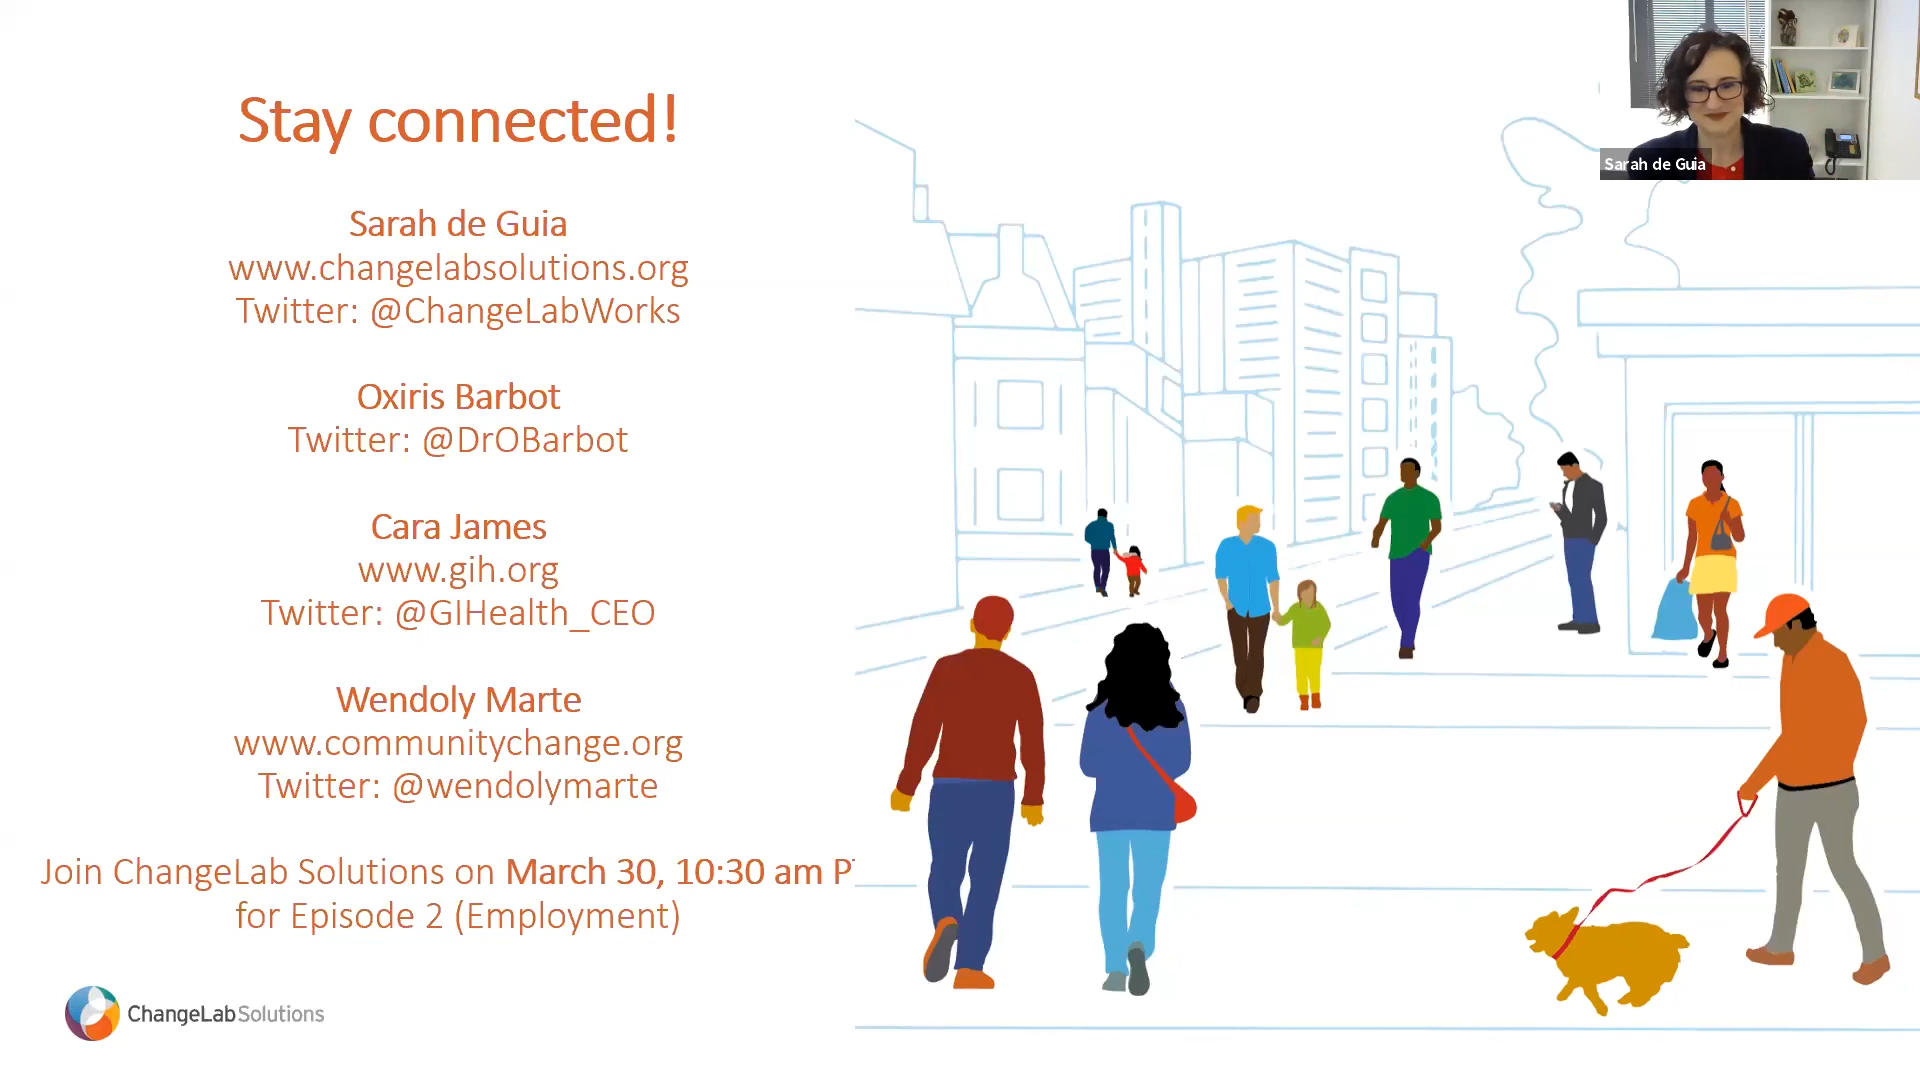 Stay connected!
Sarah de Guia
www.changelabsolutions.org
Twitter: @ChangeLabWorks
Oxiris Barbot
Twitter: @DrOBarbot
Cara James
www.gih.org
Twitter: @GIHealth_CEO
Wendoly Marte
www.communitychange.org
Twitter: @wendolymarte
Join ChangeLab Solutions on March 30, 10:30 am
for Episode 2 (Employment)
ChangeLabSolutions
Sarah de Guia